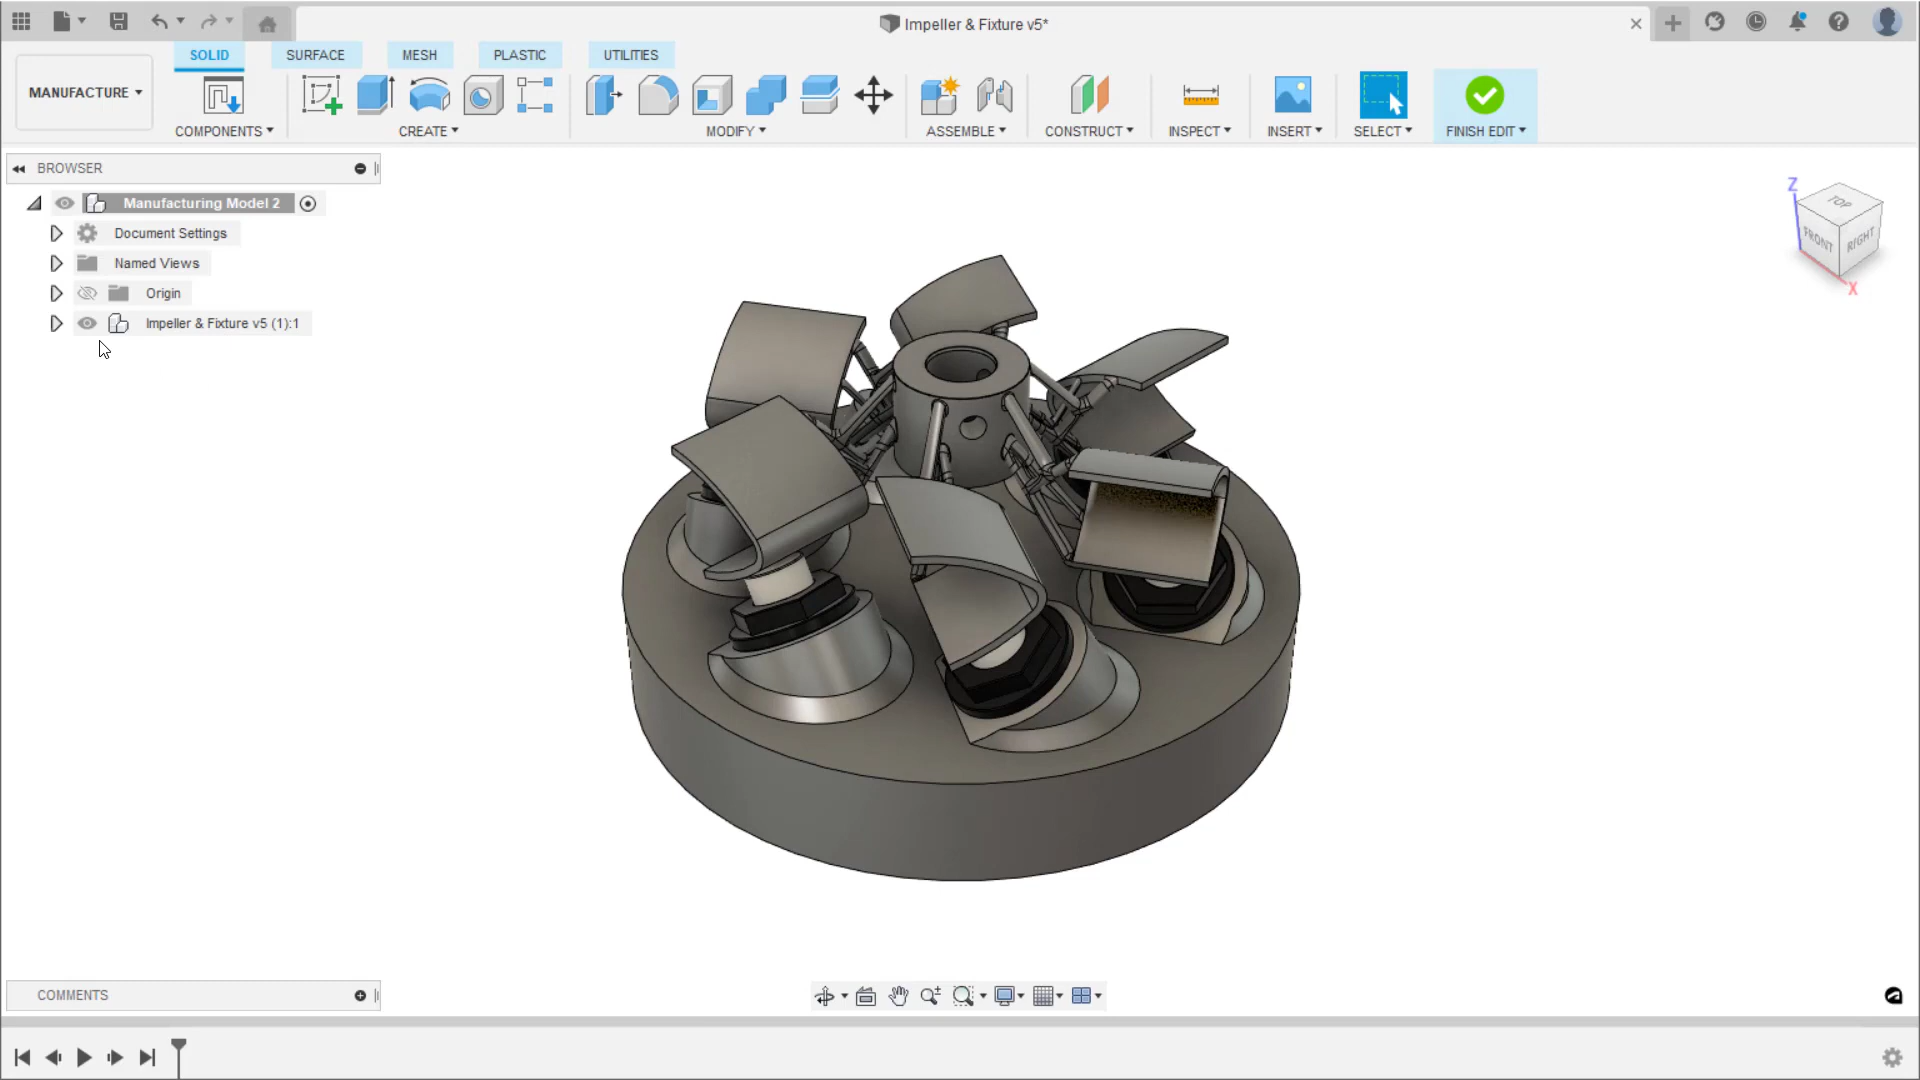 Impeller & Fixture v5*
SOLID
SURFACE
MESH
PLASTIC
UTILITIES
MANUFACTURE
COMPONENTS
CREATE
MODIFY
ASSEMBLE
CONSTRUCT
INSPECT
INSERT
SELECT
FINISH EDIT
BROWSER
Manufacturing Model 2
Document Settings
Named Views
Origin
Impeller & Fixture v5 (1):1
Z
TOP
FRONT
RIGHT
X
COMMENTS